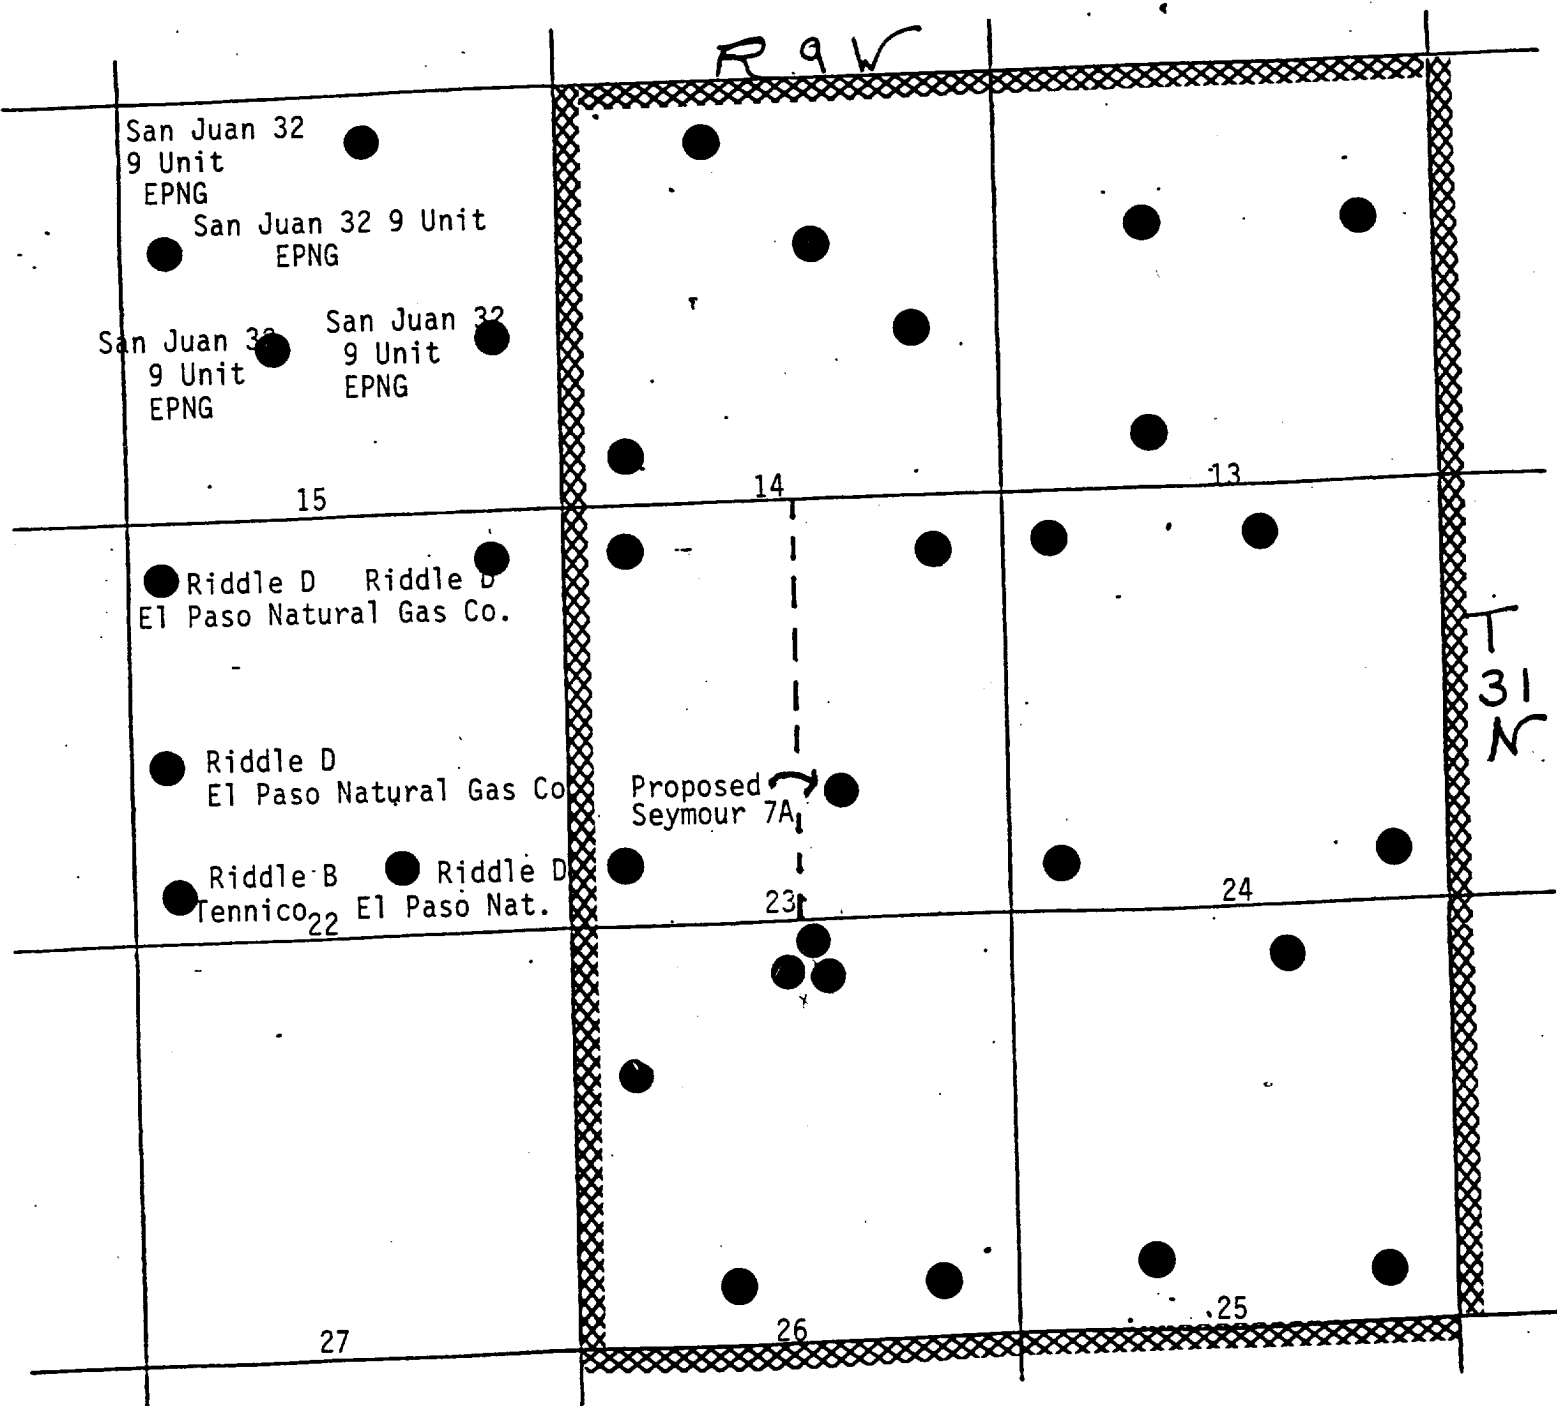 R 9 W
San Juan 32
9 Unit
EPNG
San Juan 32 9 Unit
EPNG
San Juan 32
9 Unit
EPNG
San Juan 32
9 Unit
EPNG
15
14
13
Riddle D
Riddle D
El Paso Natural Gas Co.
T
31
N
Riddle D
El Paso Natural Gas Co
Proposed
Seymour 7A
Riddle B
Tennico
Riddle D
El Paso Nat.
22
23
24
27
26
25